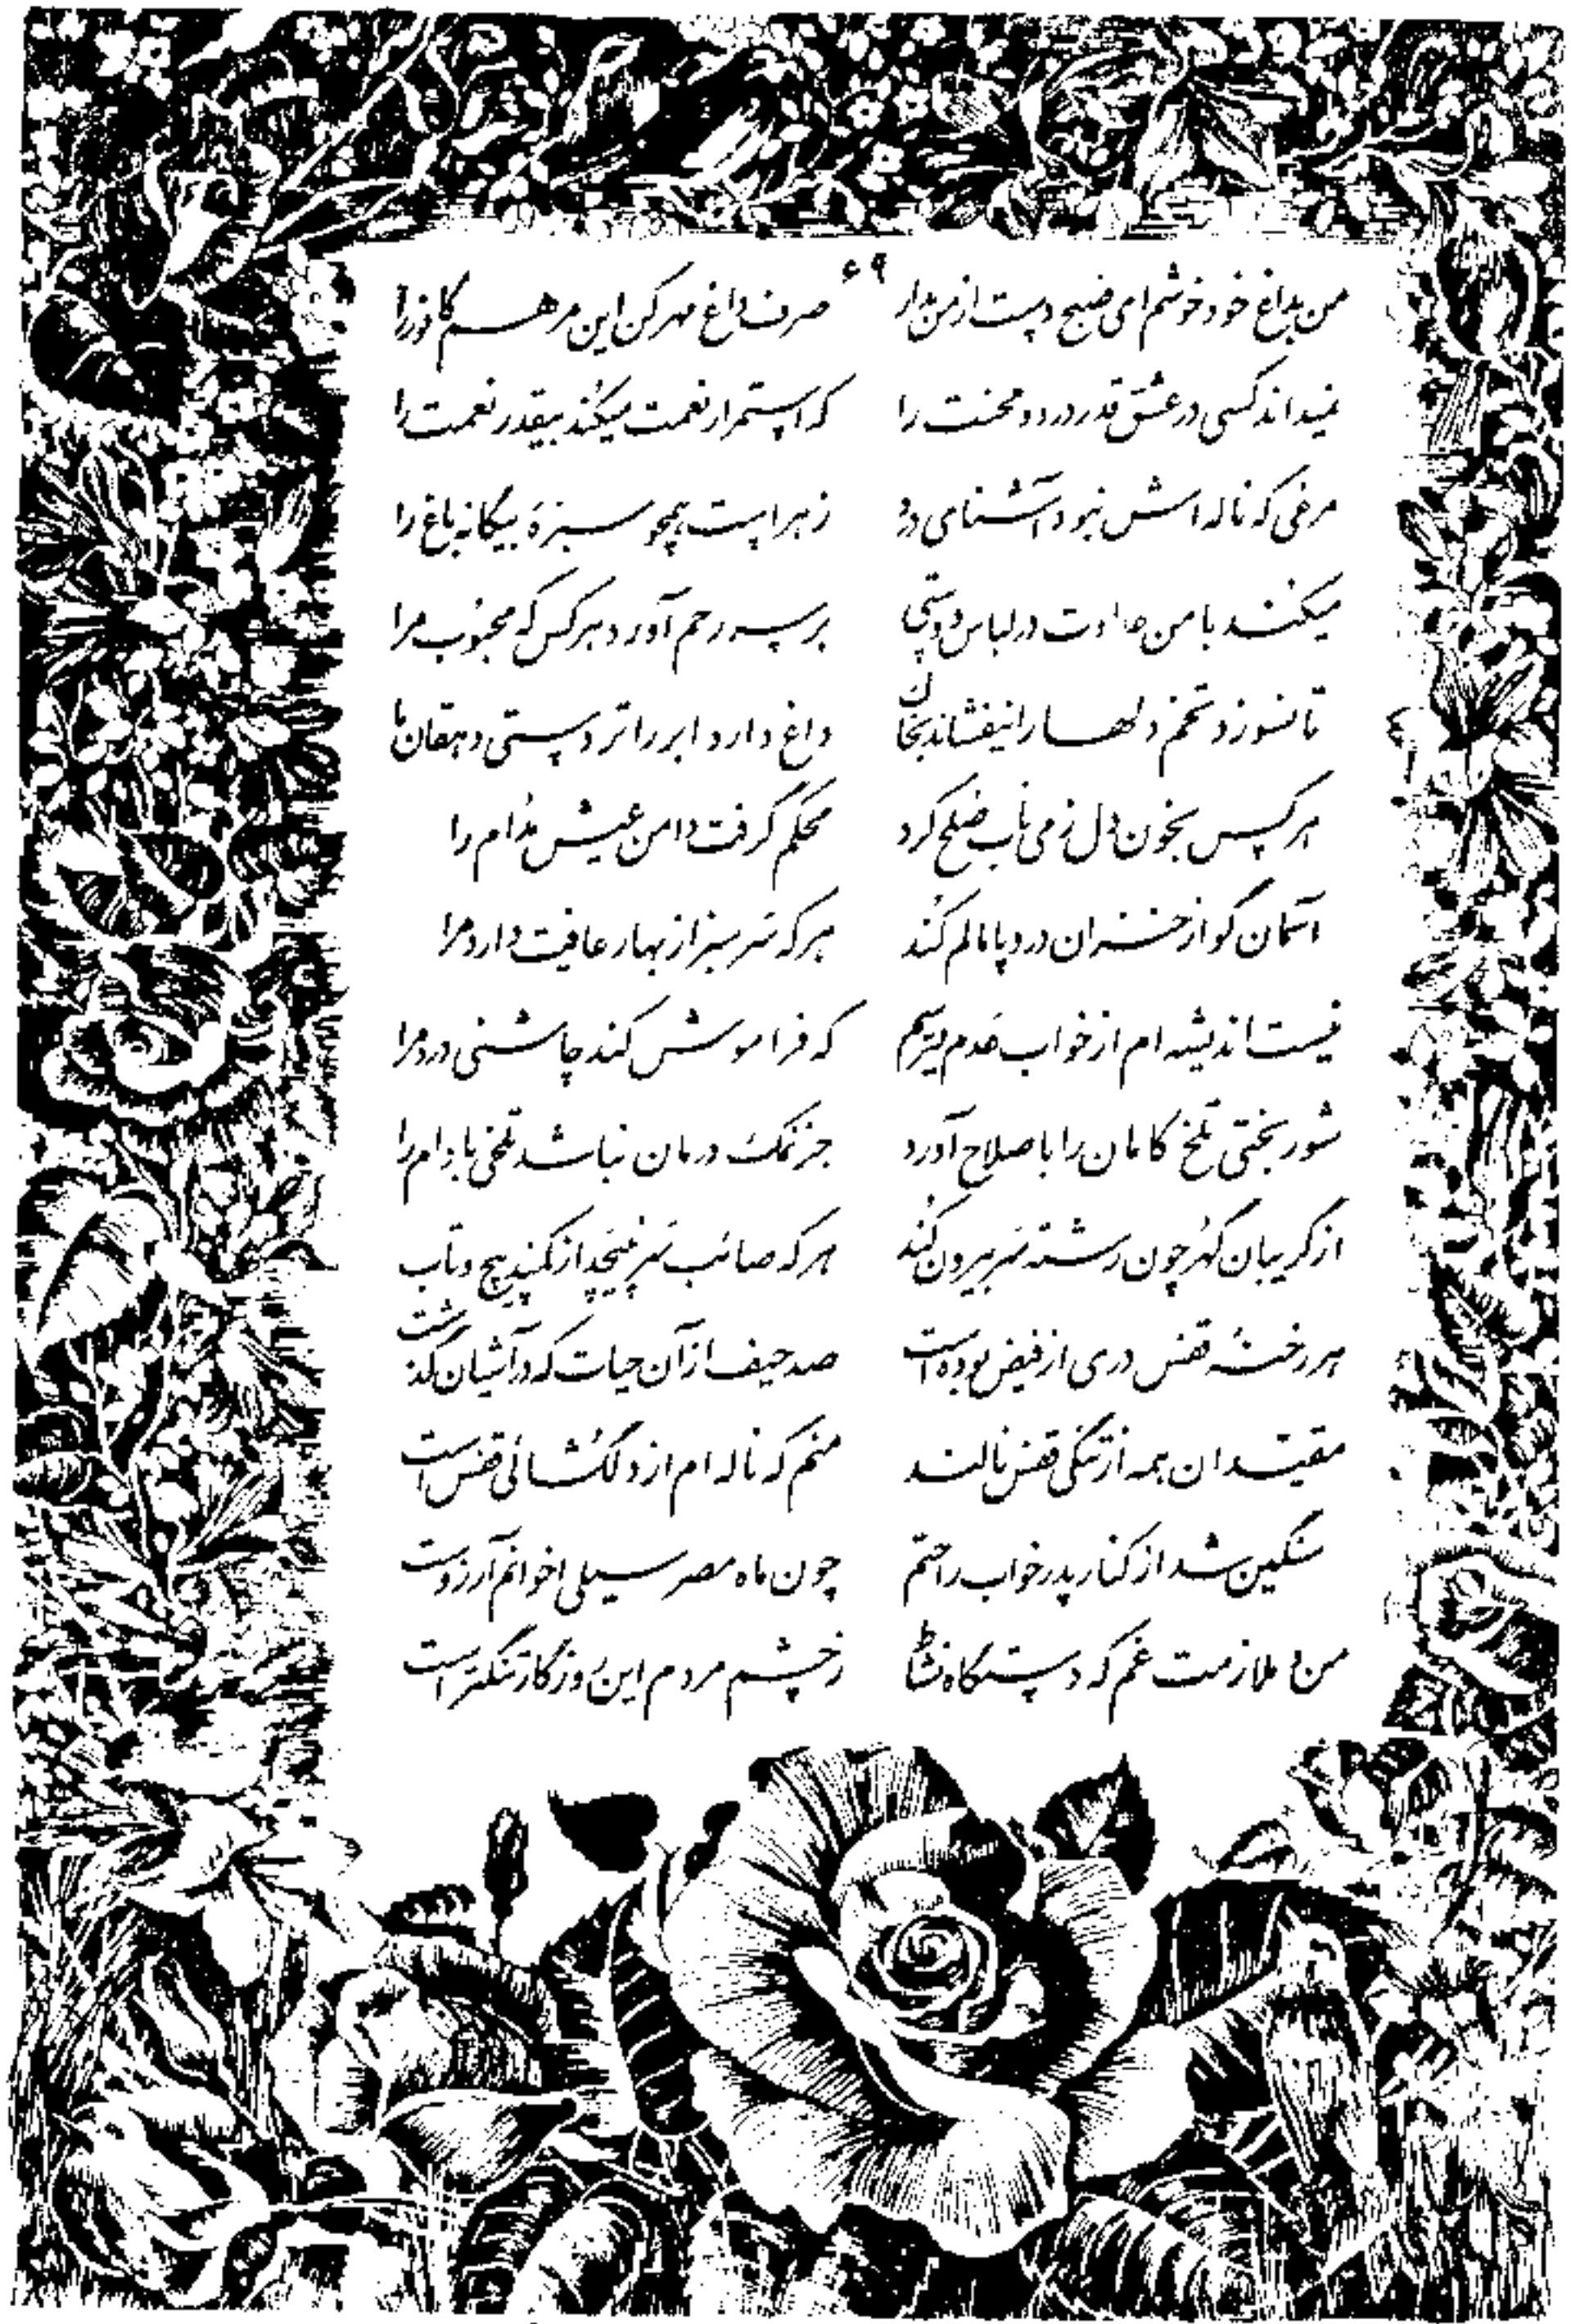 ۶۹
من بداغ خود خوشم ای صبح دست از من بدار صرف داغ مهر کن این مرهم کافور را
نمیداند کسی در عشق قدر درد و محنت را که استمرار نعمت میکند بیقدر نعمت را
مرغی که ناله اش نبود آشنای درد زهر است همچو سبزهٔ بیگانه باغ را
میکند با من عداوت در لباس دوستی بر سر رحم آورد هر کس که محبوب مرا
تا نسوزد تخم دلها را نیفشاند بخاک داغ دارد ابر را تر دستی دهقان ما
هر کس بخون دل ز می ناب صلح کرد محکم گرفت دامن عیش مدام را
آسمان گو از خزان درد پامالم کند هر که سر سبز از بهار عافیت دارد مرا
نیست اندیشه ام از خواب عدم میترسم که فراموش کند چاشنی درد مرا
شور بختی تلخ کامان را باصلاح آورد جز نمک درمان نباشد تلخی بادام را
از گریبان گهر چون رشته سر بیرون کند هر که صائب سر نپیچد از کمند پیچ و تاب
هر رخنهٔ قفس دری از فیض بوده است صد حیف از آن حیات که در آشیان گذشت
مقیدان همه از تنگی قفس نالند منم که ناله ام از دلگشائی قفس است
سنگین شد از کنار پدر خواب راحتم چون ماه مصر سیلی اخوانم آرزوست
من و ملازمت غم که دستگاه نشاط ز چشم مردم این روزگار تنگتر است